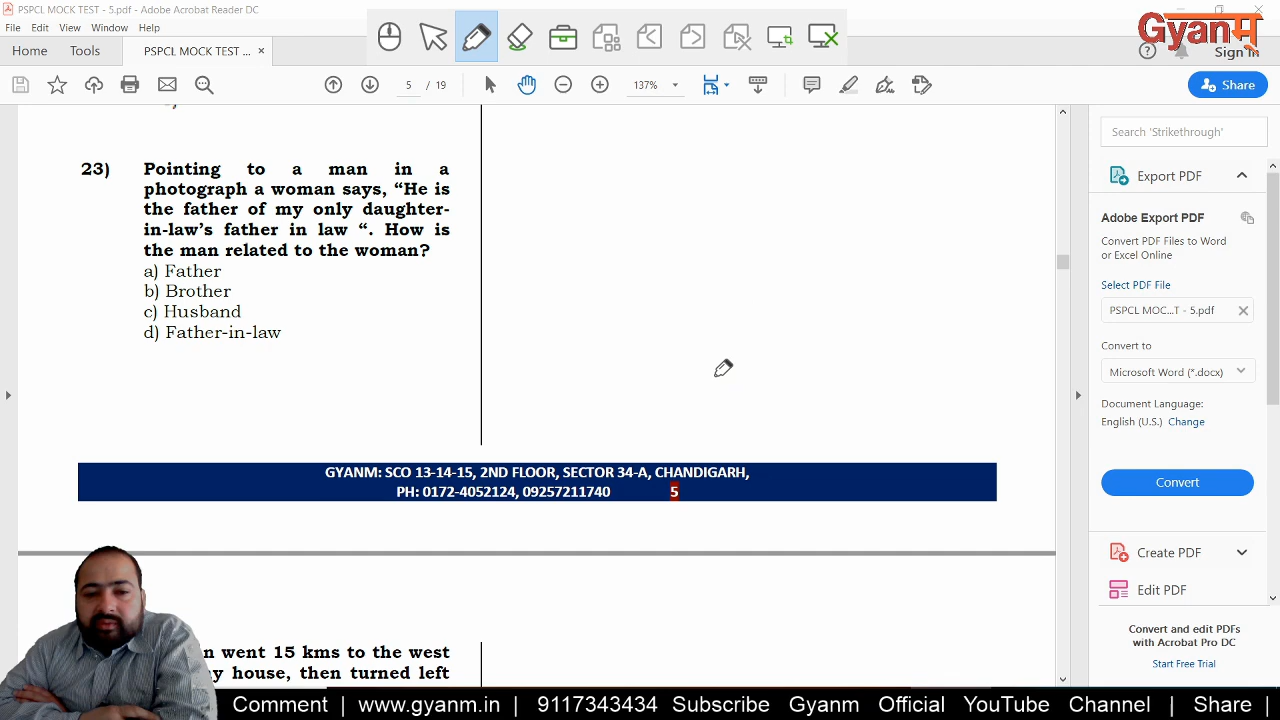 PSPCL MOCK TEST - 5.pdf - Adobe Acrobat Reader DC
File Edit View Window Help
Home Tools PSPCL MOCK TEST ... ×
Gyanम्
Sign In
5 / 19
137%
Share
23) Pointing to a man in a
photograph a woman says, “He is
the father of my only daughter-
in-law’s father in law “. How is
the man related to the woman?
a) Father
b) Brother
c) Husband
d) Father-in-law
GYANM: SCO 13-14-15, 2ND FLOOR, SECTOR 34-A, CHANDIGARH,
PH: 0172-4052124, 09257211740 5
n went 15 kms to the west
y house, then turned left
Search 'Strikethrough'
Export PDF
Adobe Export PDF
Convert PDF Files to Word
or Excel Online
Select PDF File
PSPCL MOC...T - 5.pdf
Convert to
Microsoft Word (*.docx)
Document Language:
English (U.S.) Change
Convert
Create PDF
Edit PDF
Convert and edit PDFs
with Acrobat Pro DC
Start Free Trial
Comment | www.gyanm.in | 9117343434 Subscribe Gyanm Official YouTube Channel | Share |